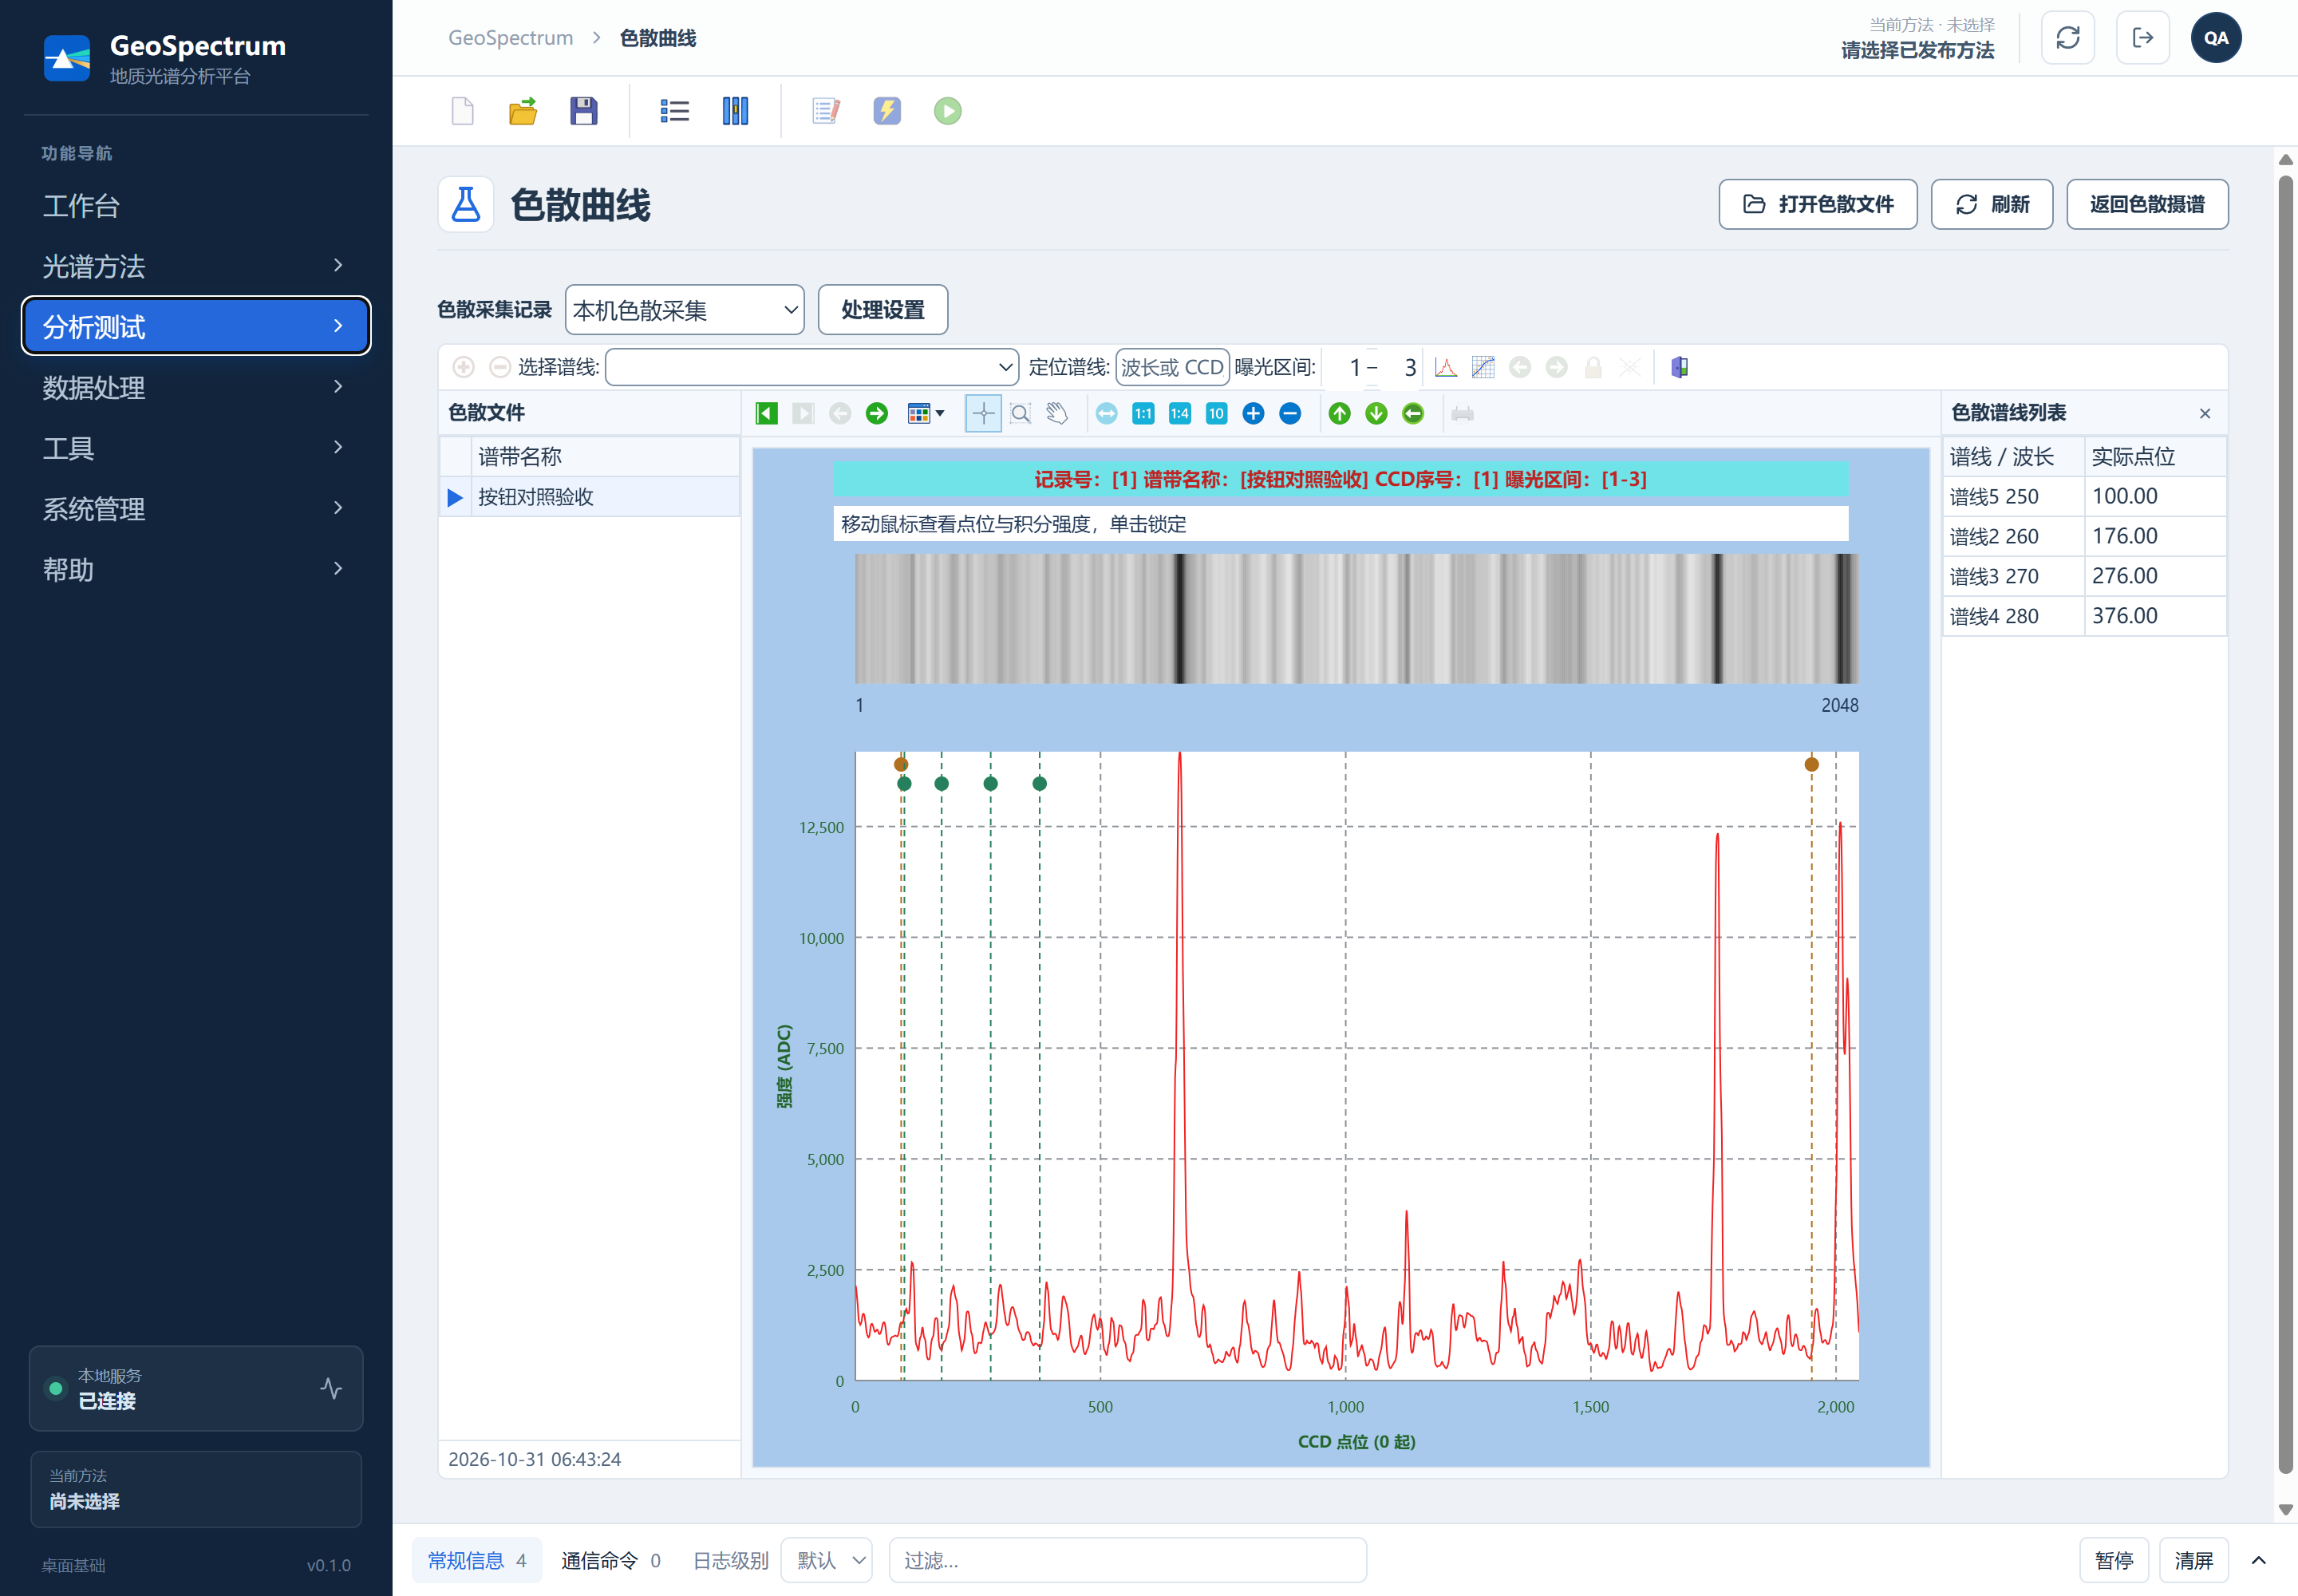 GeoSpectrum
地质光谱分析平台
功能导航
工作台
光谱方法
分析测试
数据处理
工具
系统管理
帮助
本地服务
已连接
当前方法
尚未选择
桌面基础 v0.1.0
GeoSpectrum 色散曲线
当前方法 · 未选择
请选择已发布方法
QA
色散曲线
打开色散文件 刷新 返回色散摄谱
色散采集记录 本机色散采集 处理设置
选择谱线: 定位谱线: 波长或 CCD 曝光区间: 1 – 3
色散文件
1:1 1:4 10
谱带名称
按钮对照验收
2026-10-31 06:43:24
记录号：[1] 谱带名称：[按钮对照验收] CCD序号：[1] 曝光区间：[1-3]
移动鼠标查看点位与积分强度，单击锁定
1 2048
12,500
10,000
7,500
5,000
2,500
0
强度 (ADC)
0 500 1,000 1,500 2,000
CCD 点位 (0 起)
色散谱线列表 ×
谱线 / 波长 实际点位
谱线5 250 100.00
谱线2 260 176.00
谱线3 270 276.00
谱线4 280 376.00
常规信息 4 通信命令 0 日志级别 默认 过滤... 暂停 清屏